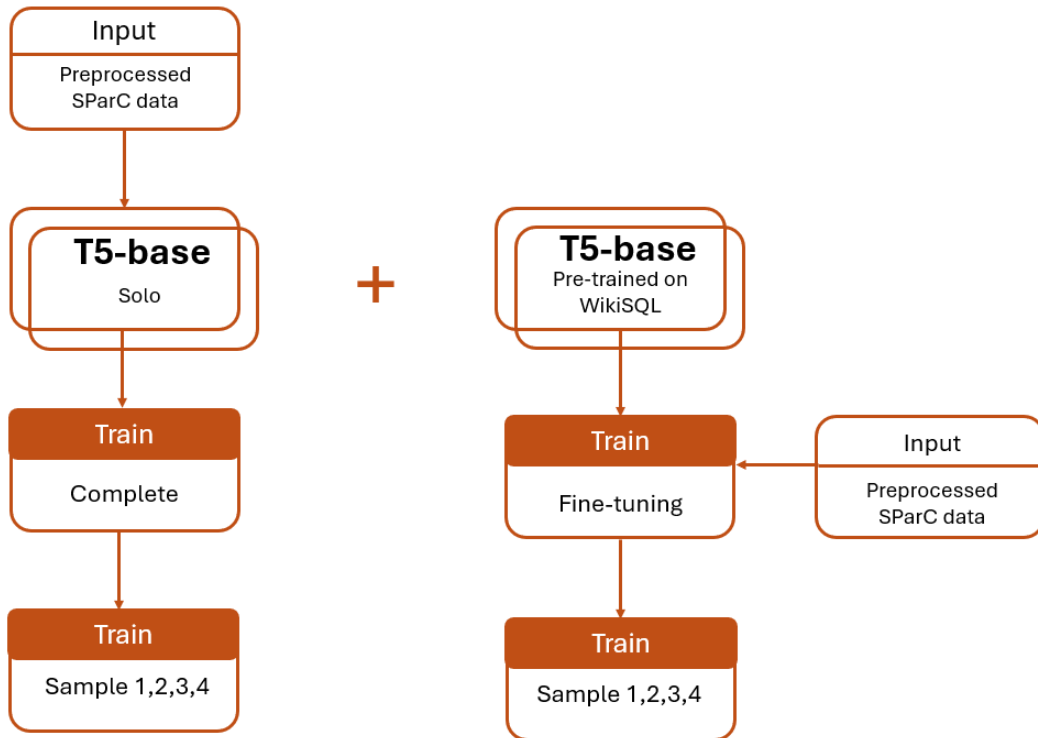 Input
Preprocessed
SParC data
T5-base
Solo
Train
Complete
Train
Sample 1,2,3,4
+
T5-base
Pre-trained on
WikiSQL
Train
Fine-tuning
Input
Preprocessed
SParC data
Train
Sample 1,2,3,4